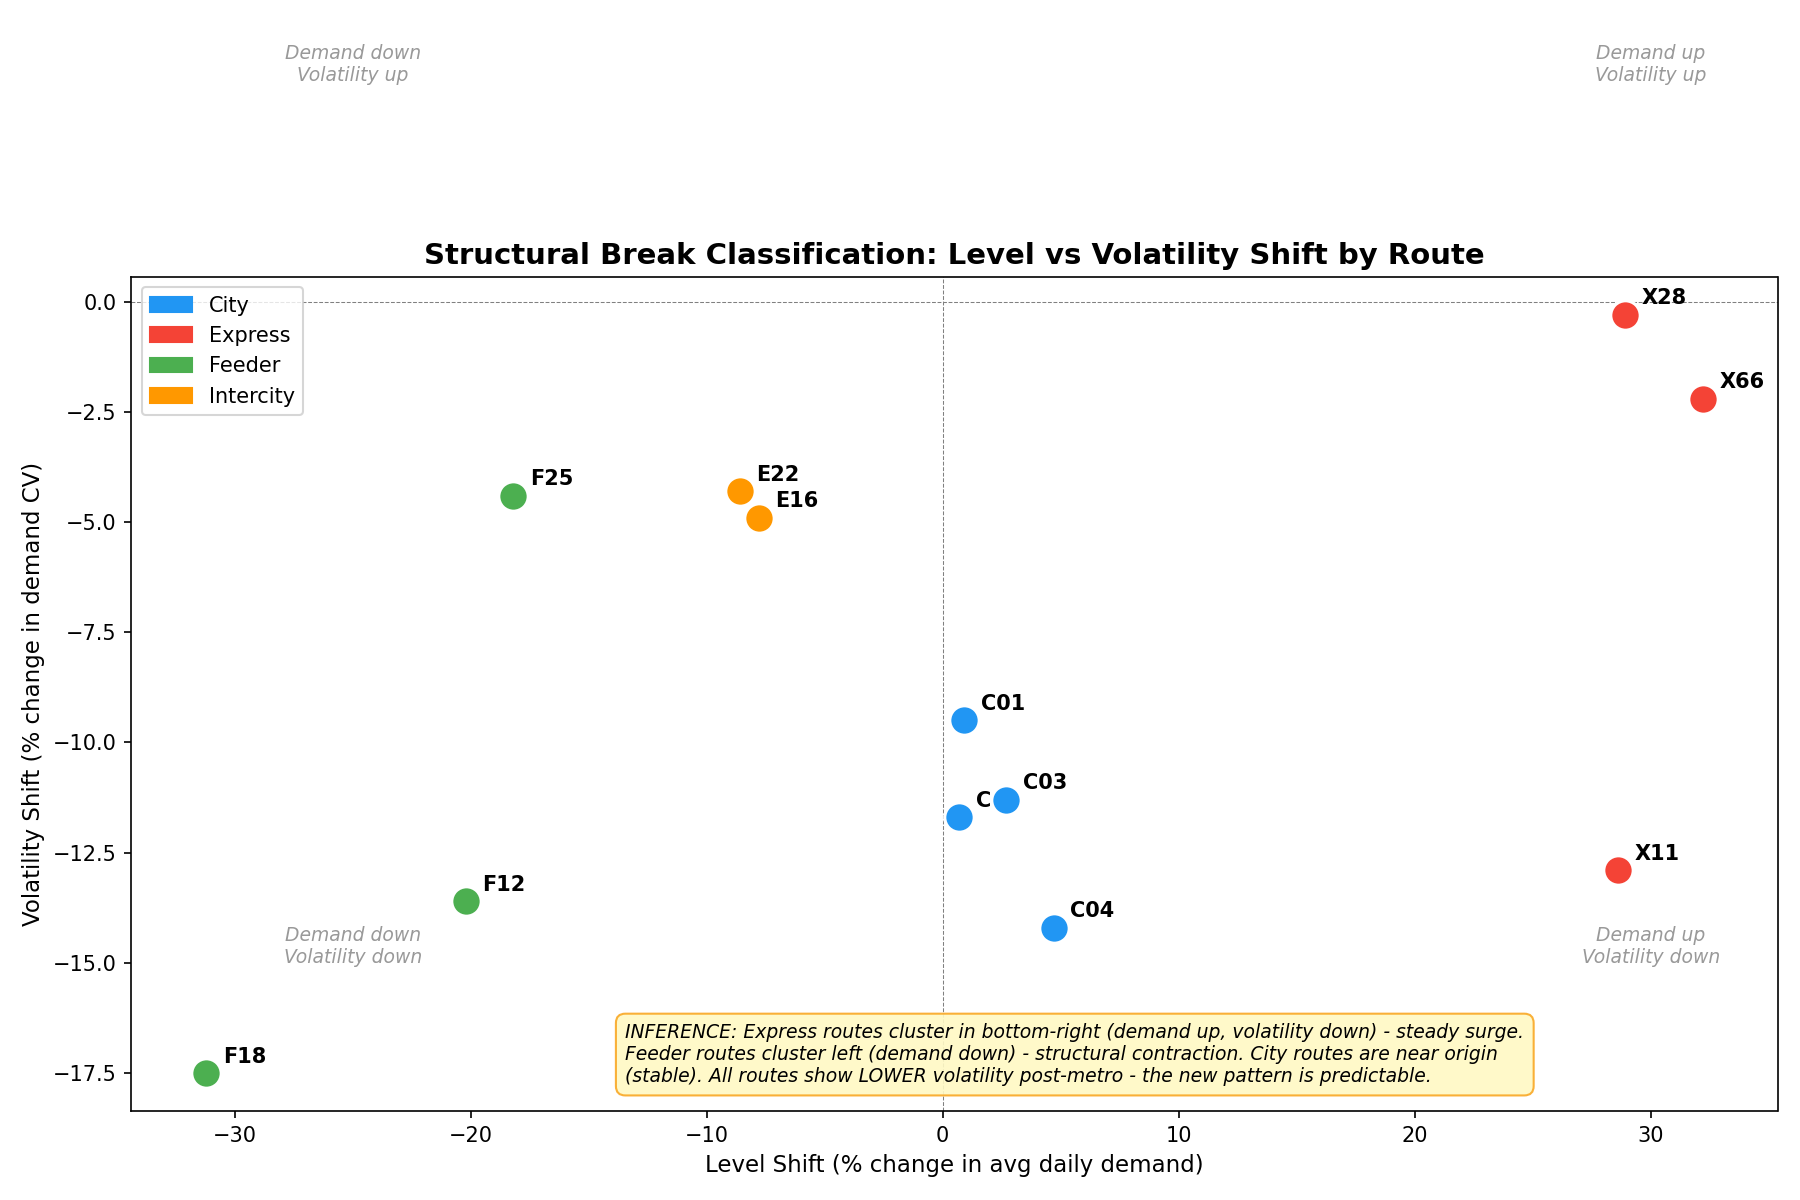 Demand down
Volatility up
Demand up
Volatility up
Structural Break Classification: Level vs Volatility Shift by Route
City
Express
Feeder
Intercity
Volatility Shift (% change in demand CV)
0.0
−2.5
−5.0
−7.5
−10.0
−12.5
−15.0
−17.5
X28
X66
F25
E22
E16
C01
C03
C
X11
F12
C04
F18
Demand down
Volatility down
Demand up
Volatility down
INFERENCE: Express routes cluster in bottom-right (demand up, volatility down) - steady surge.
Feeder routes cluster left (demand down) - structural contraction. City routes are near origin
(stable). All routes show LOWER volatility post-metro - the new pattern is predictable.
−30
−20
−10
0
10
20
30
Level Shift (% change in avg daily demand)